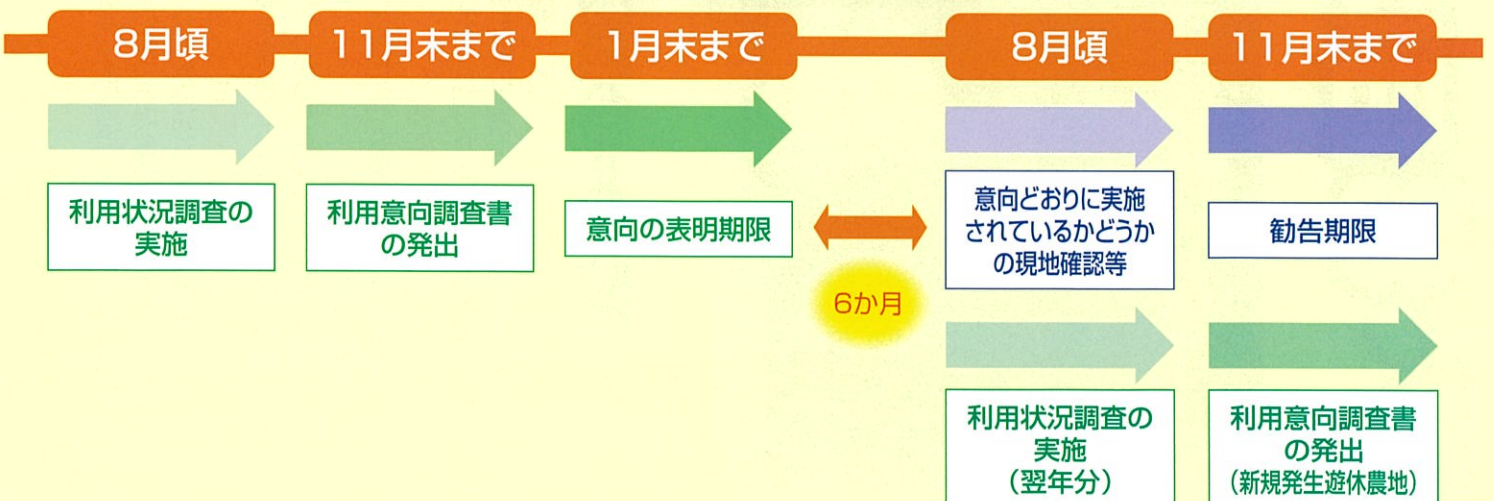 8月頃
11月末まで
1月末まで
8月頃
11月末まで
利用状況調査の
実施
利用意向調査書
の発出
意向の表明期限
6か月
意向どおりに実施
されているかどうか
の現地確認等
勧告期限
利用状況調査の
実施
(翌年分)
利用意向調査書
の発出
(新規発生遊休農地)